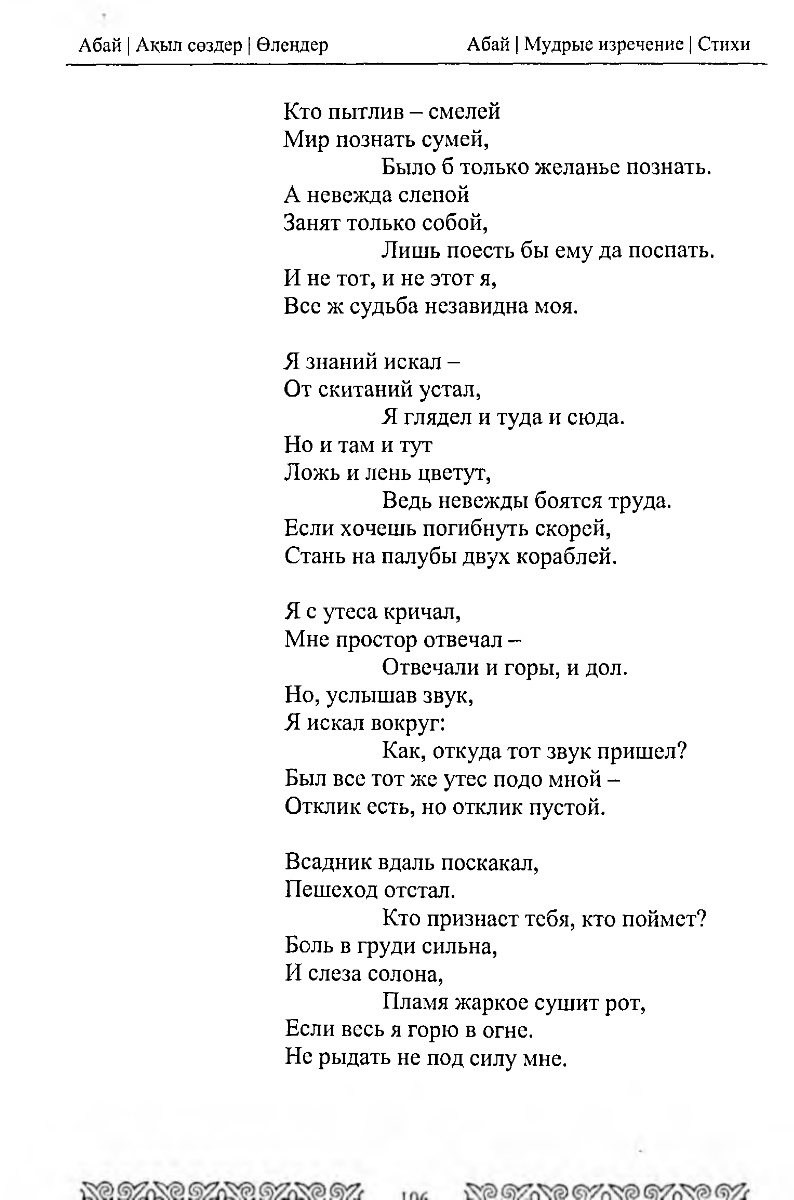 Абай | Ақыл сөздер | Өлеңдер Абай | Мудрые изречение | Стихи
Кто пытлив – смелей
Мир познать сумей,
Было б только желанье познать.
А невежда слепой
Занят только собой,
Лишь поесть бы ему да поспать.
И не тот, и не этот я,
Все ж судьба незавидна моя.
Я знаний искал –
От скитаний устал,
Я глядел и туда и сюда.
Но и там и тут
Ложь и лень цветут,
Ведь невежды боятся труда.
Если хочешь погибнуть скорей,
Стань на палубы двух кораблей.
Я с утеса кричал,
Мне простор отвечал –
Отвечали и горы, и дол.
Но, услышав звук,
Я искал вокруг:
Как, откуда тот звук пришел?
Был все тот же утес подо мной –
Отклик есть, но отклик пустой.
Всадник вдаль поскакал,
Пешеход отстал.
Кто признает тебя, кто поймет?
Боль в груди сильна,
И слеза солона,
Пламя жаркое сушит рот,
Если весь я горю в огне.
Не рыдать не под силу мне.